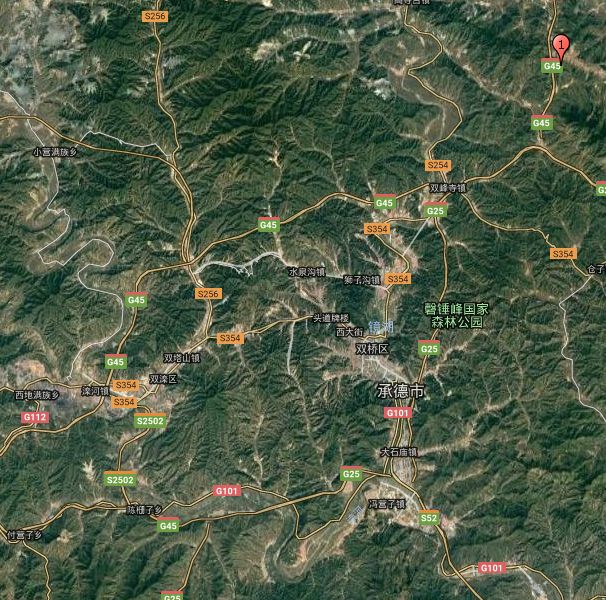 S256
1
G45
G45
小营满族乡
S254
双峰寺镇
G45
G25
S354
G45
S354
水泉沟镇
狮子沟镇
S354
S256
G45
磬锤峰国家
森林公园
头道牌楼
镜湖
西大街
S354
双桥区
G25
双塔山镇
G45
双滦区
S354
滦河镇
西地满族乡
承德市
S354
G101
G112
S2502
大石庙镇
G25
S2502
G101
冯营子镇
陈栅子乡
S52
G45
付营子乡
G101
G25